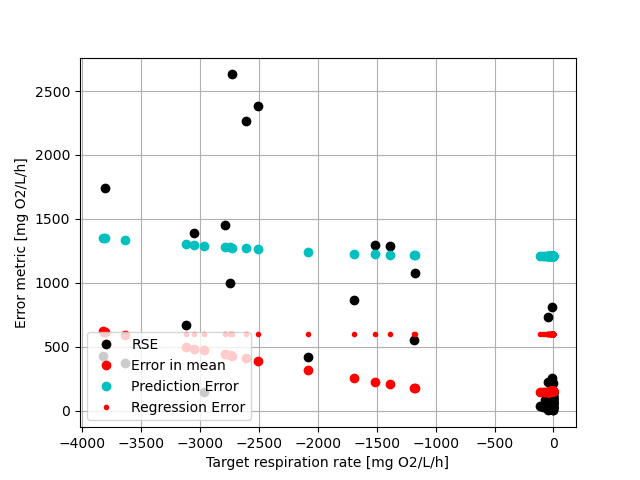 2500
2000
1500
1000
500
0
Error metric [mg O2/L/h]
RSE
Error in mean
Prediction Error
Regression Error
−4000 −3500 −3000 −2500 −2000 −1500 −1000 −500 0
Target respiration rate [mg O2/L/h]